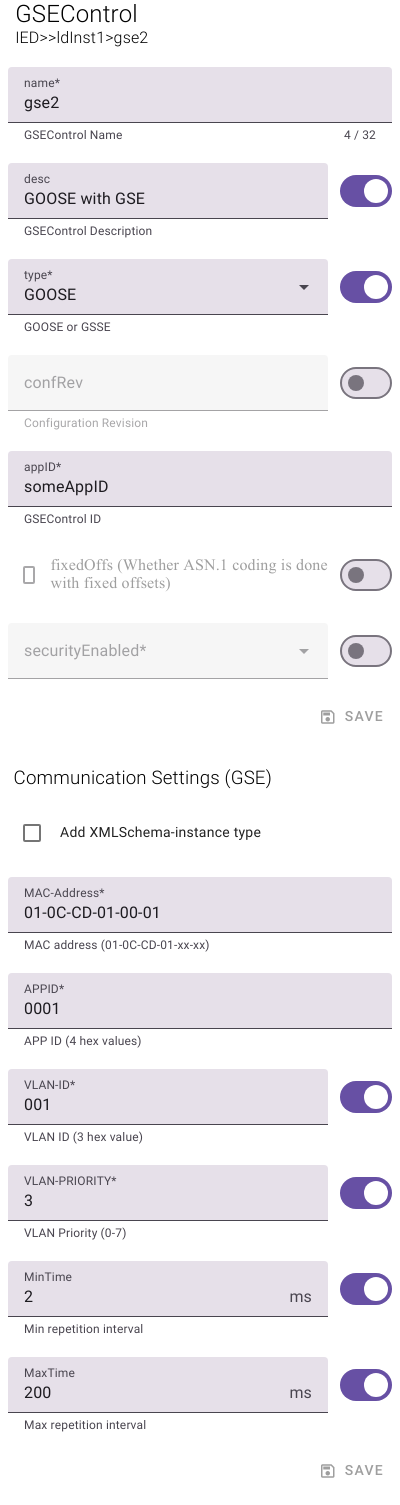 GSEControl
IED>>ldInst1>gse2
name*
gse2
GSEControl Name 4 / 32
desc
GOOSE with GSE
GSEControl Description
type*
GOOSE
GOOSE or GSSE
confRev
Configuration Revision
appID*
someAppID
GSEControl ID
fixedOffs (Whether ASN.1 coding is done
with fixed offsets)
securityEnabled*
SAVE
Communication Settings (GSE)
Add XMLSchema-instance type
MAC-Address*
01-0C-CD-01-00-01
MAC address (01-0C-CD-01-xx-xx)
APPID*
0001
APP ID (4 hex values)
VLAN-ID*
001
VLAN ID (3 hex value)
VLAN-PRIORITY*
3
VLAN Priority (0-7)
MinTime
2 ms
Min repetition interval
MaxTime
200 ms
Max repetition interval
SAVE